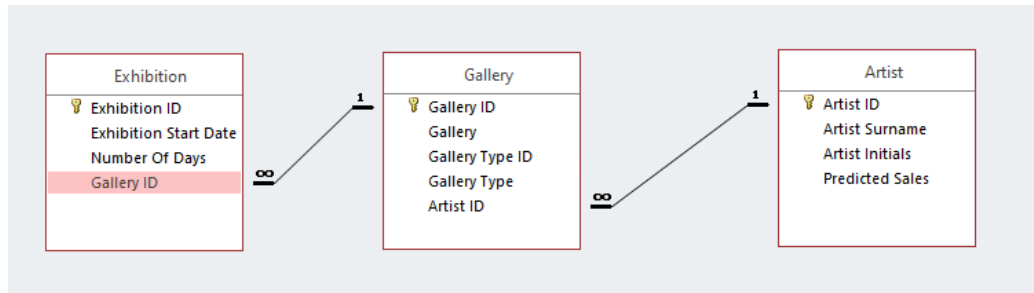 Exhibition
Exhibition ID
Exhibition Start Date
Number Of Days
Gallery ID
∞
1
Gallery
Gallery ID
Gallery
Gallery Type ID
Gallery Type
Artist ID
∞
1
Artist
Artist ID
Artist Surname
Artist Initials
Predicted Sales